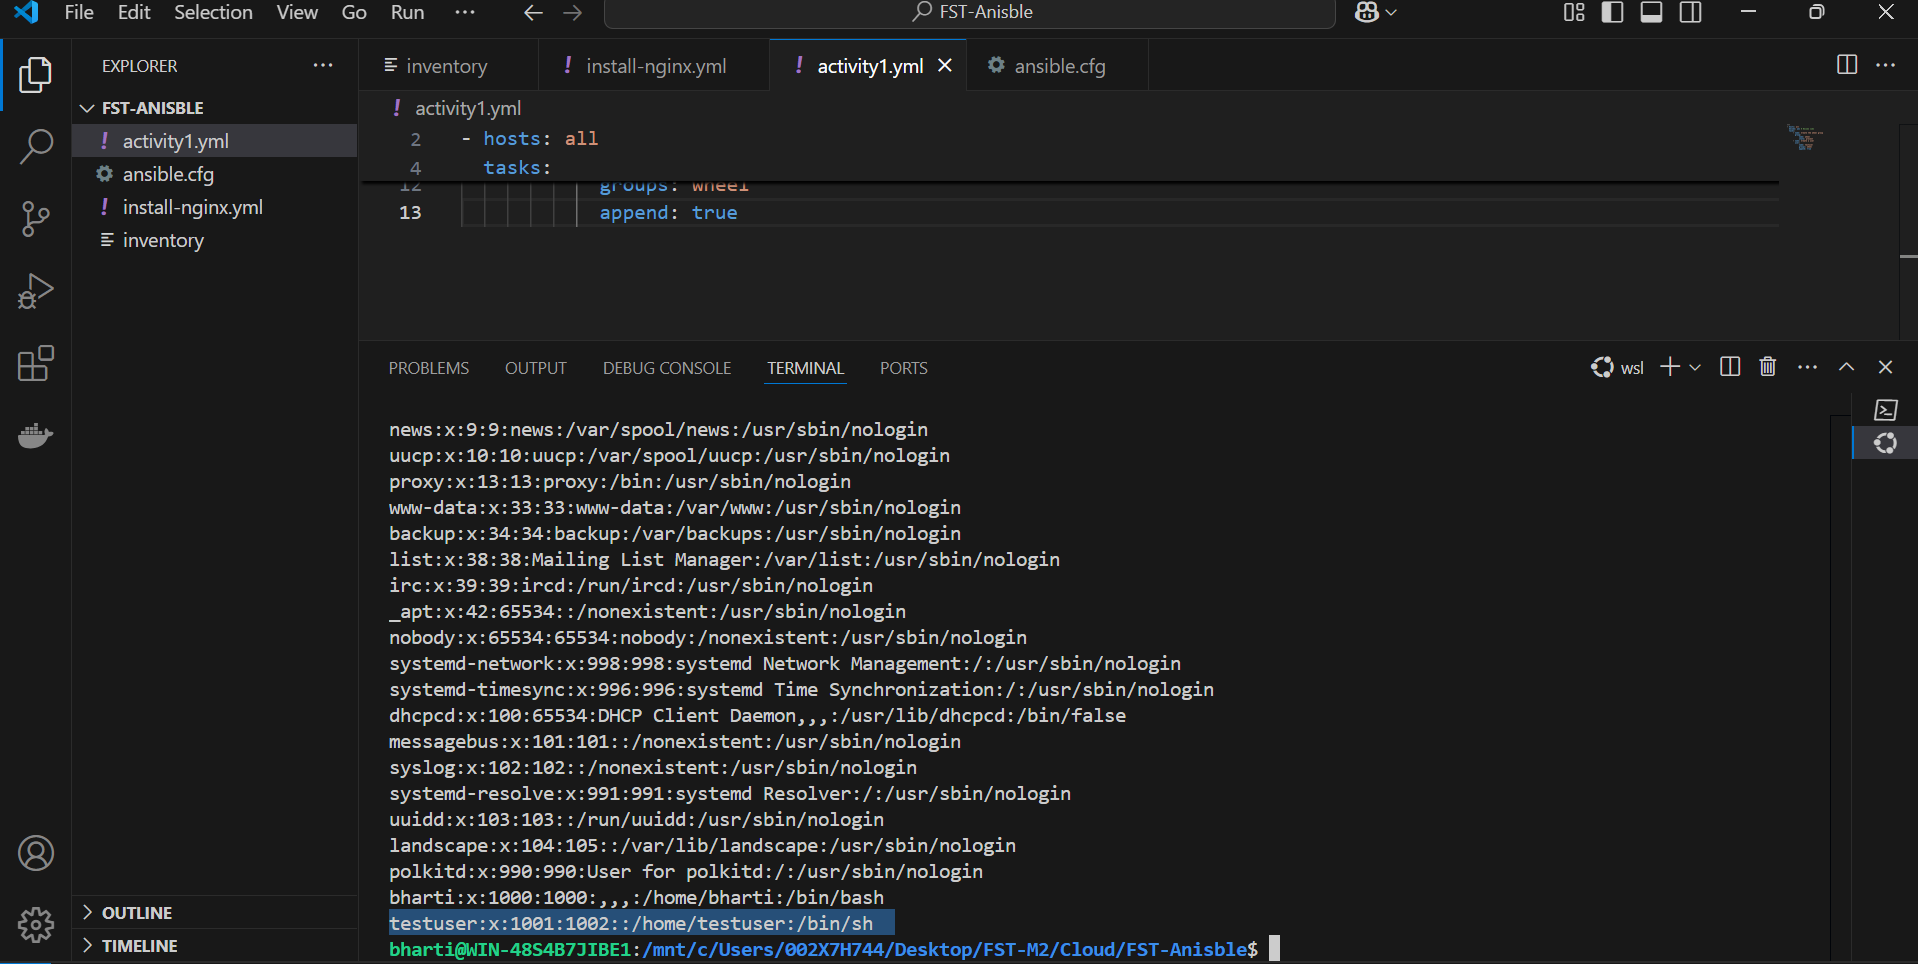 File Edit Selection View Go Run ··· FST-Anisble
EXPLORER ···
FST-ANISBLE
! activity1.yml
ansible.cfg
! install-nginx.yml
inventory
OUTLINE
TIMELINE
inventory ! install-nginx.yml ! activity1.yml ansible.cfg ···
! activity1.yml
2 - hosts: all
4 tasks:
12 groups: wheel
13 append: true
PROBLEMS OUTPUT DEBUG CONSOLE TERMINAL PORTS wsl ···
news:x:9:9:news:/var/spool/news:/usr/sbin/nologin
uucp:x:10:10:uucp:/var/spool/uucp:/usr/sbin/nologin
proxy:x:13:13:proxy:/bin:/usr/sbin/nologin
www-data:x:33:33:www-data:/var/www:/usr/sbin/nologin
backup:x:34:34:backup:/var/backups:/usr/sbin/nologin
list:x:38:38:Mailing List Manager:/var/list:/usr/sbin/nologin
irc:x:39:39:ircd:/run/ircd:/usr/sbin/nologin
_apt:x:42:65534::/nonexistent:/usr/sbin/nologin
nobody:x:65534:65534:nobody:/nonexistent:/usr/sbin/nologin
systemd-network:x:998:998:systemd Network Management:/:/usr/sbin/nologin
systemd-timesync:x:996:996:systemd Time Synchronization:/:/usr/sbin/nologin
dhcpcd:x:100:65534:DHCP Client Daemon,,,:/usr/lib/dhcpcd:/bin/false
messagebus:x:101:101::/nonexistent:/usr/sbin/nologin
syslog:x:102:102::/nonexistent:/usr/sbin/nologin
systemd-resolve:x:991:991:systemd Resolver:/:/usr/sbin/nologin
uuidd:x:103:103::/run/uuidd:/usr/sbin/nologin
landscape:x:104:105::/var/lib/landscape:/usr/sbin/nologin
polkitd:x:990:990:User for polkitd:/:/usr/sbin/nologin
bharti:x:1000:1000:,,,:/home/bharti:/bin/bash
testuser:x:1001:1002::/home/testuser:/bin/sh
bharti@WIN-48S4B7JIBE1:/mnt/c/Users/002X7H744/Desktop/FST-M2/Cloud/FST-Anisble$